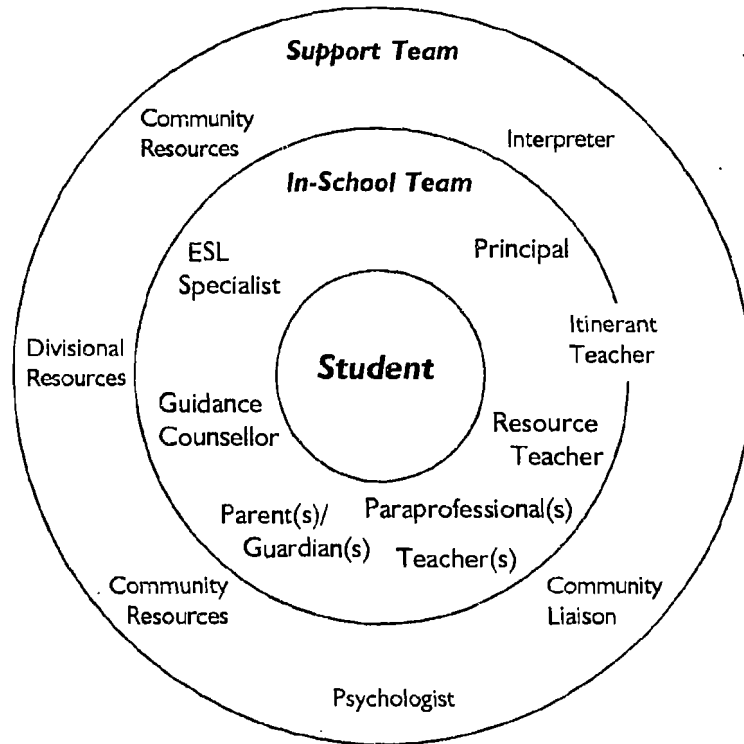 Support Team
Community
Resources
Interpreter
In-School Team
ESL
Specialist
Principal
Itinerant
Teacher
Divisional
Resources
Student
Guidance
Counsellor
Resource
Teacher
Parent(s)/
Guardian(s)
Paraprofessional(s)
Teacher(s)
Community
Resources
Community
Liaison
Psychologist